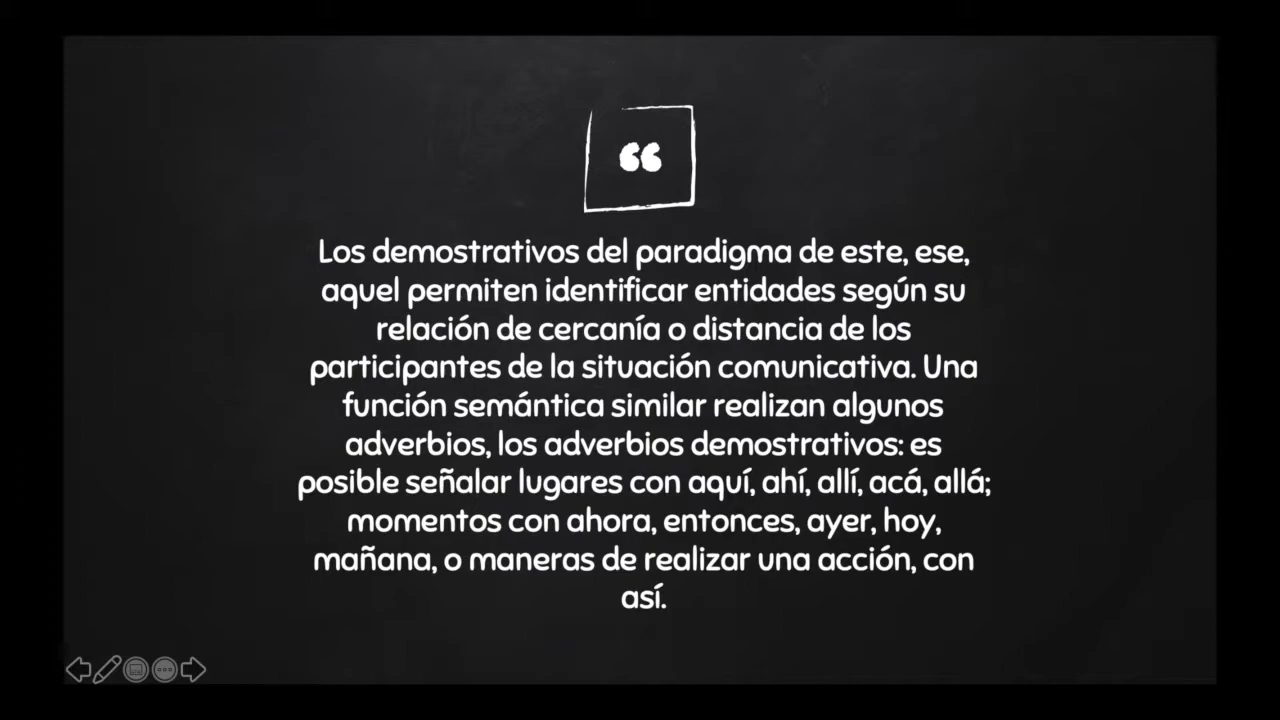 “
Los demostrativos del paradigma de este, ese,
aquel permiten identificar entidades según su
relación de cercanía o distancia de los
participantes de la situación comunicativa. Una
función semántica similar realizan algunos
adverbios, los adverbios demostrativos: es
posible señalar lugares con aquí, ahí, allí, acá, allá;
momentos con ahora, entonces, ayer, hoy,
mañana, o maneras de realizar una acción, con
así.